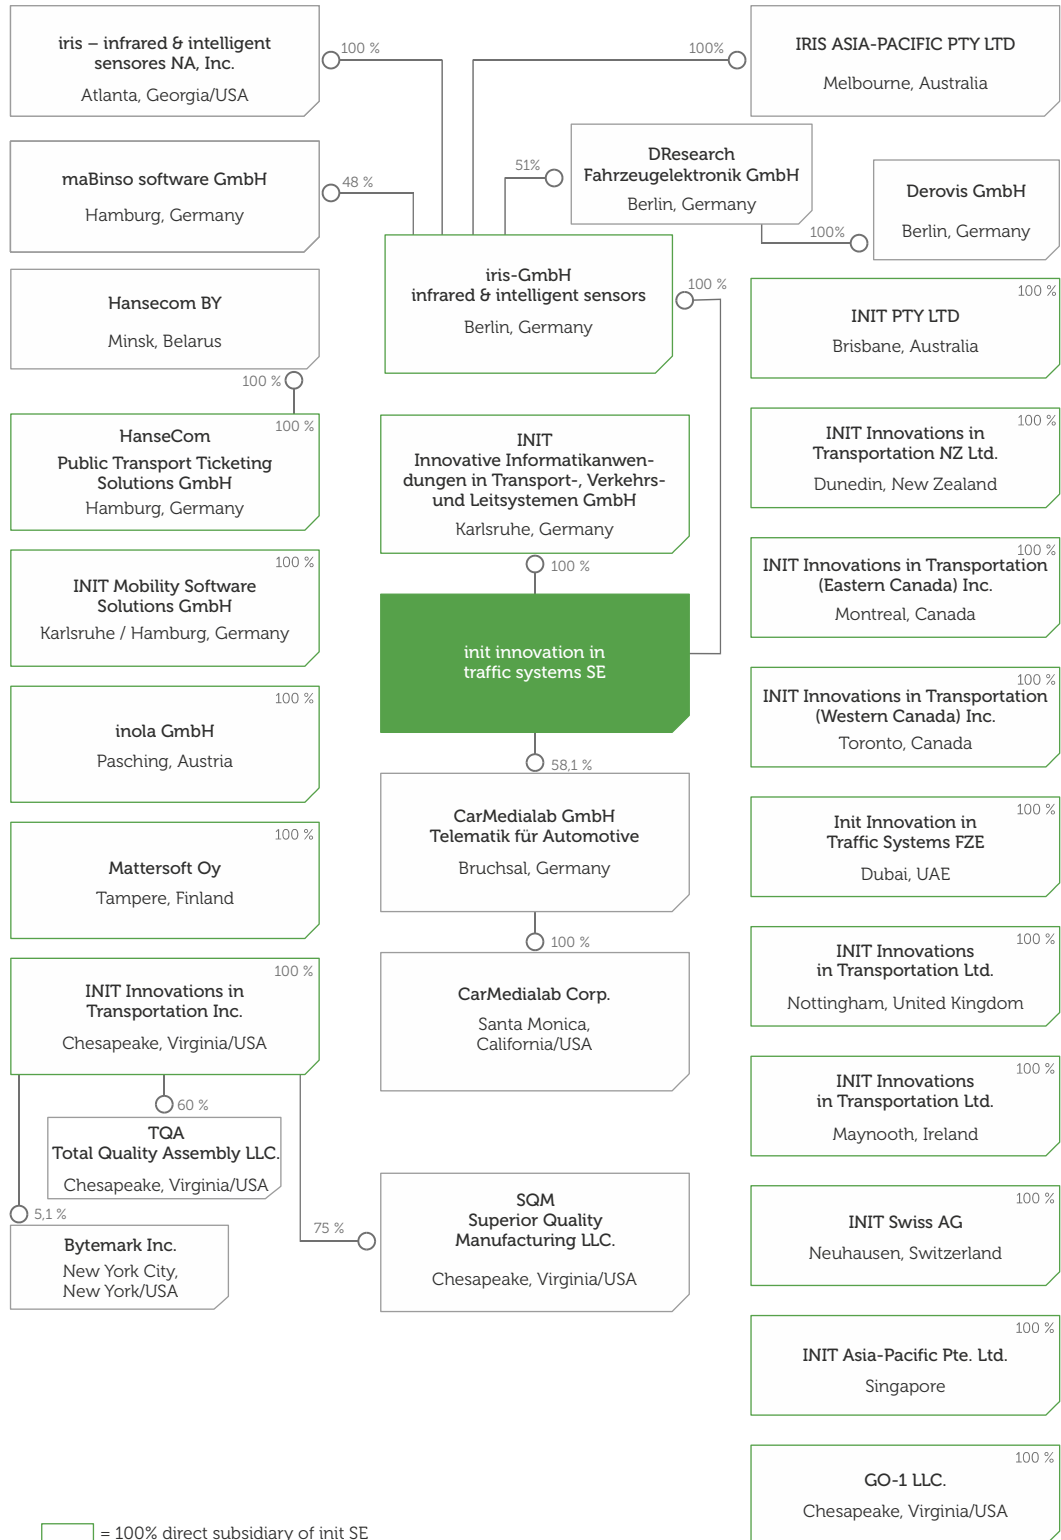 iris – infrared & intelligent
sensores NA, Inc.
Atlanta, Georgia/USA
100 %
100%
IRIS ASIA-PACIFIC PTY LTD
Melbourne, Australia
maBinso software GmbH
Hamburg, Germany
48 %
51%
DResearch
Fahrzeugelektronik GmbH
Berlin, Germany
100%
Derovis GmbH
Berlin, Germany
iris-GmbH
infrared & intelligent sensors
Berlin, Germany
100 %
Hansecom BY
Minsk, Belarus
100 %
100 %
HanseCom
Public Transport Ticketing
Solutions GmbH
Hamburg, Germany
100 %
INIT Mobility Software
Solutions GmbH
Karlsruhe / Hamburg, Germany
100 %
inola GmbH
Pasching, Austria
100 %
Mattersoft Oy
Tampere, Finland
100 %
INIT Innovations in
Transportation Inc.
Chesapeake, Virginia/USA
60 %
TQA
Total Quality Assembly LLC.
Chesapeake, Virginia/USA
5,1 %
Bytemark Inc.
New York City,
New York/USA
75 %
SQM
Superior Quality
Manufacturing LLC.
Chesapeake, Virginia/USA
INIT
Innovative Informatikanwen-
dungen in Transport-, Verkehrs-
und Leitsystemen GmbH
Karlsruhe, Germany
100 %
init innovation in
traffic systems SE
58,1 %
CarMedialab GmbH
Telematik für Automotive
Bruchsal, Germany
100 %
CarMedialab Corp.
Santa Monica,
California/USA
100 %
INIT PTY LTD
Brisbane, Australia
100 %
INIT Innovations in
Transportation NZ Ltd.
Dunedin, New Zealand
100 %
INIT Innovations in Transportation
(Eastern Canada) Inc.
Montreal, Canada
100 %
INIT Innovations in Transportation
(Western Canada) Inc.
Toronto, Canada
100 %
Init Innovation in
Traffic Systems FZE
Dubai, UAE
100 %
INIT Innovations
in Transportation Ltd.
Nottingham, United Kingdom
100 %
INIT Innovations
in Transportation Ltd.
Maynooth, Ireland
100 %
INIT Swiss AG
Neuhausen, Switzerland
100 %
INIT Asia-Pacific Pte. Ltd.
Singapore
100 %
GO-1 LLC.
Chesapeake, Virginia/USA
= 100% direct subsidiary of init SE